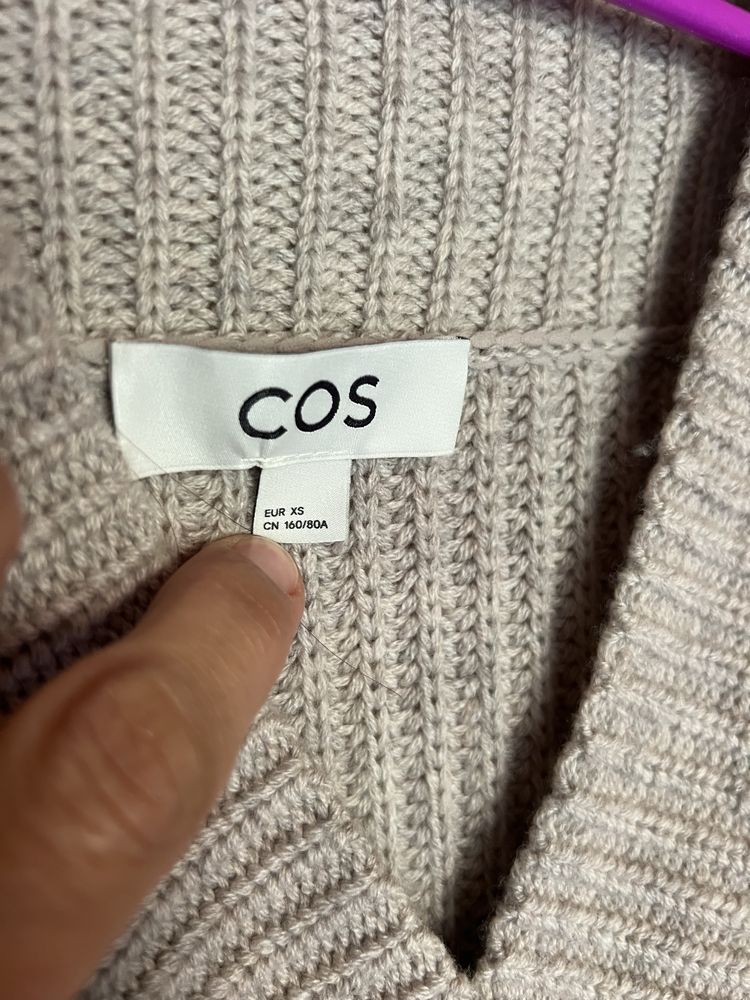 COS
EUR XS
CN 160/80A